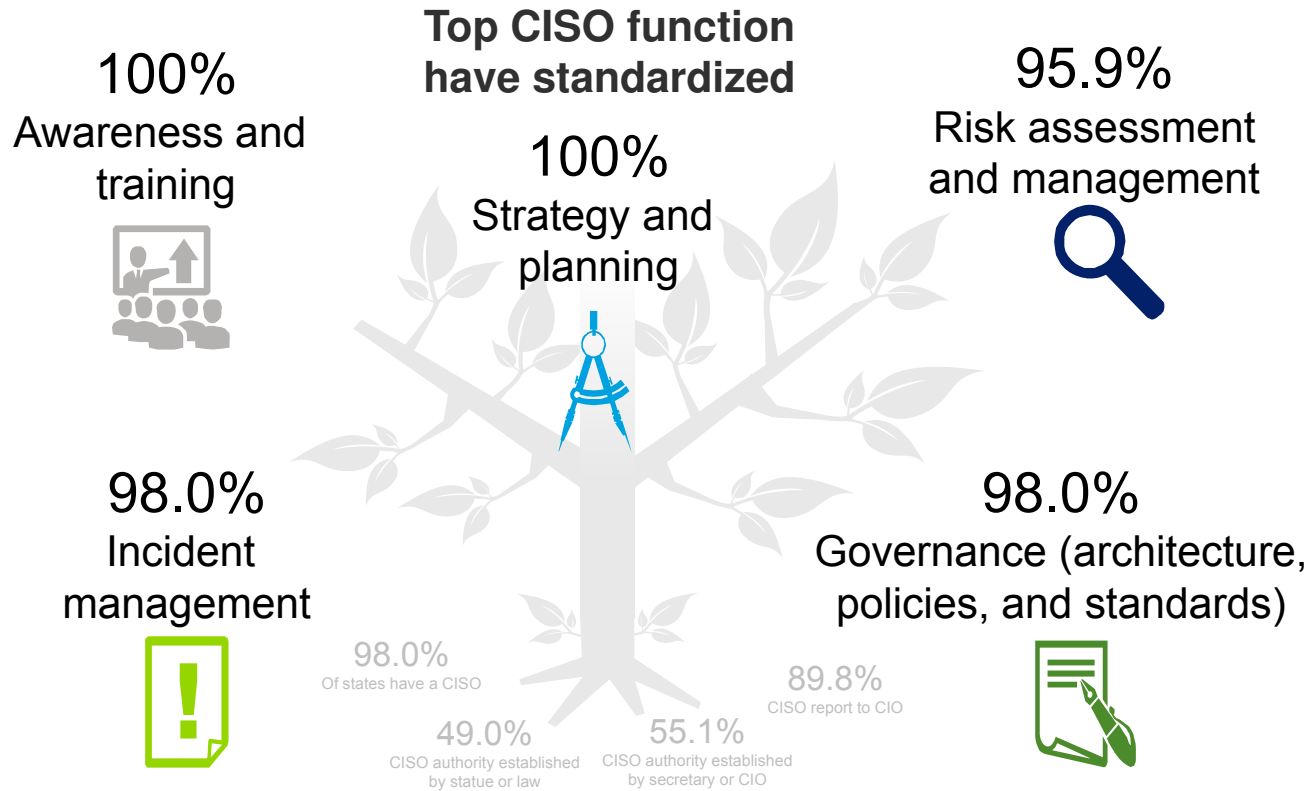 Top CISO function
have standardized
100%
Awareness and
training
100%
Strategy and
planning
95.9%
Risk assessment
and management
98.0%
Incident
management
98.0%
Governance (architecture,
policies, and standards)
98.0%
Of states have a CISO
49.0%
CISO authority established
by statue or law
55.1%
CISO authority established
by secretary or CIO
89.8%
CISO report to CIO